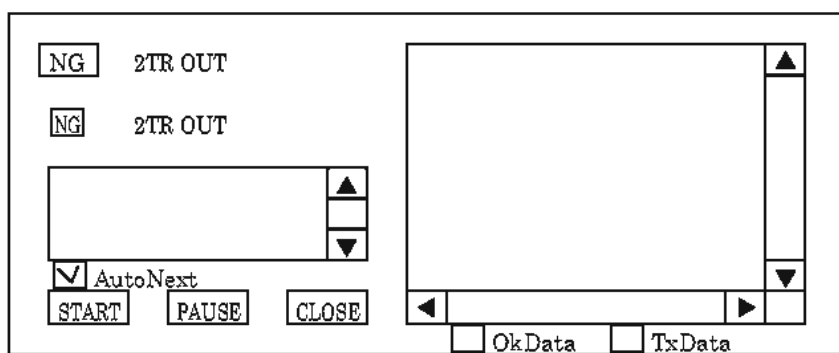 NG 2TR OUT
NG 2TR OUT
AutoNext
START PAUSE CLOSE
OkData TxData